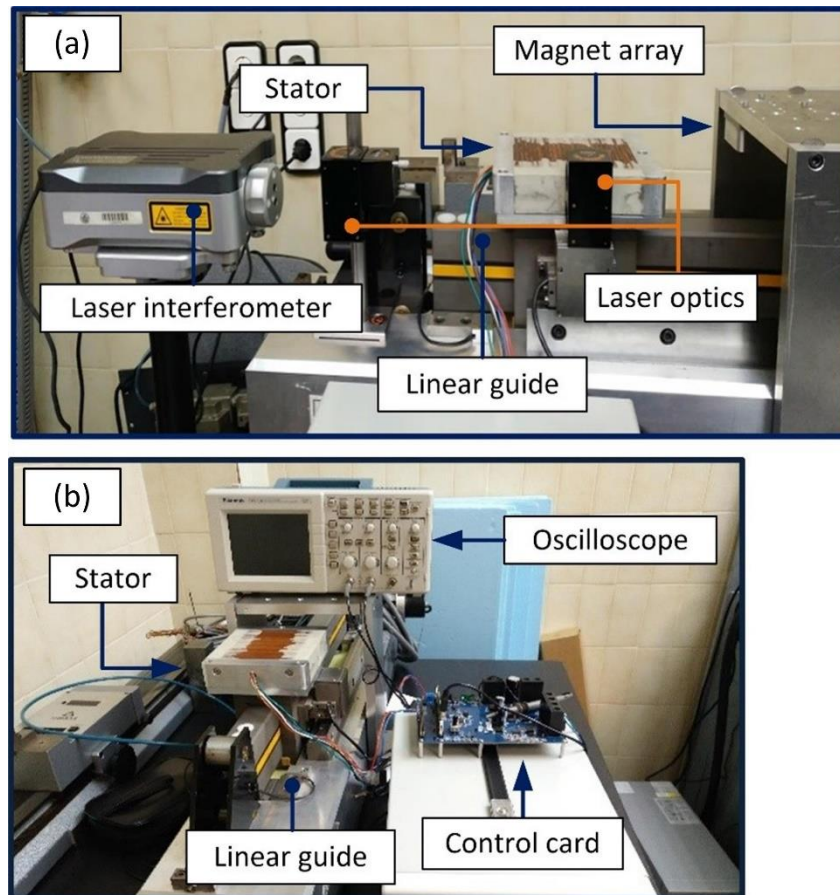 (a)
Magnet array
Stator
Laser interferometer
Laser optics
Linear guide
(b)
Oscilloscope
Stator
Linear guide
Control card